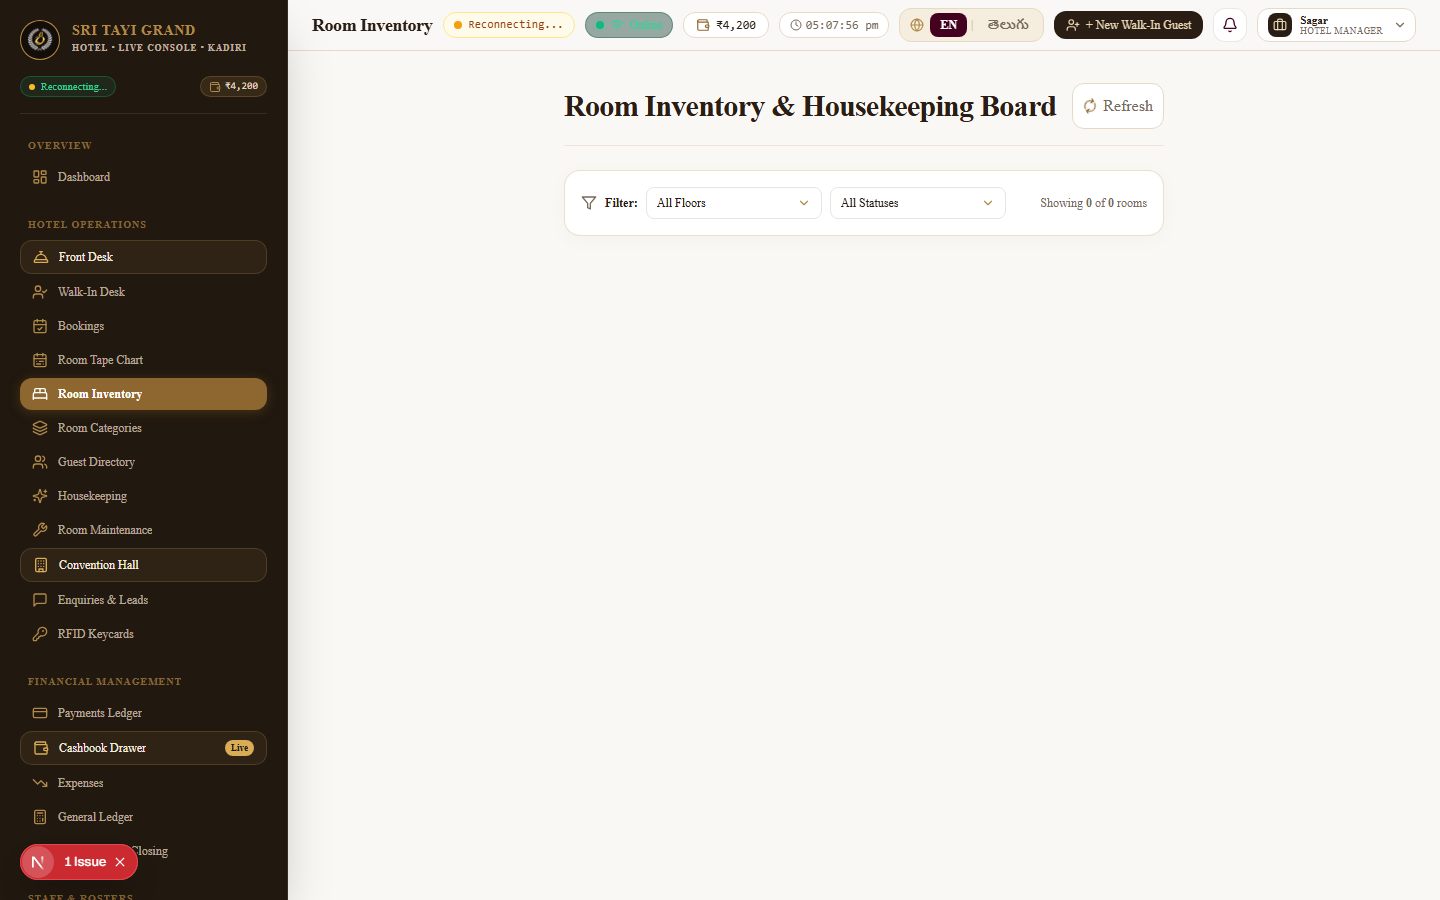 SRI TAYI GRAND
HOTEL • LIVE CONSOLE • KADIRI
Reconnecting...
₹4,200
OVERVIEW
Dashboard
HOTEL OPERATIONS
Front Desk
Walk-In Desk
Bookings
Room Tape Chart
Room Inventory
Room Categories
Guest Directory
Housekeeping
Room Maintenance
Convention Hall
Enquiries & Leads
RFID Keycards
FINANCIAL MANAGEMENT
Payments Ledger
Cashbook Drawer Live
Expenses
General Ledger
Closing
1 Issue
STAFF & ROSTERS
Room Inventory
Reconnecting...
Online
₹4,200
05:07:56 pm
EN | తెలుగు
+ New Walk-In Guest
Sagar
HOTEL MANAGER
Room Inventory & Housekeeping Board
Refresh
Filter: All Floors All Statuses Showing 0 of 0 rooms